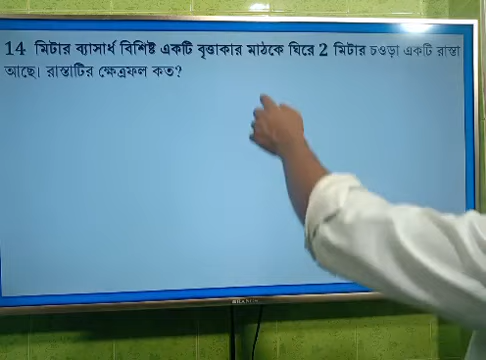 14 মিটার ব্যাসার্ধ বিশিষ্ট একটি বৃত্তাকার মাঠকে ঘিরে 2 মিটার চওড়া একটি রাস্তা
আছে। রাস্তাটির ক্ষেত্রফল কত?